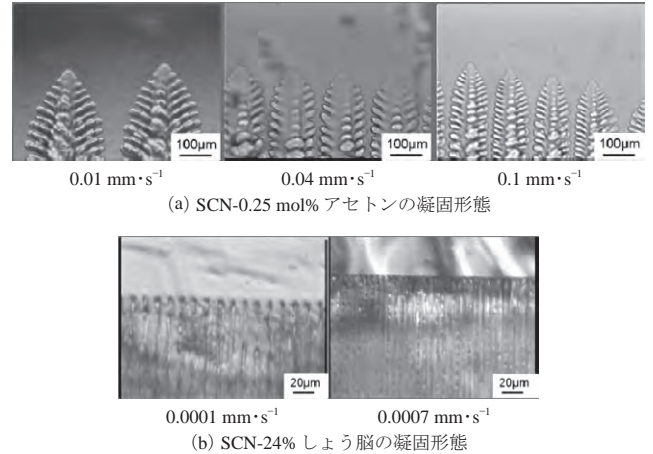 100μm 100μm 100μm
0.01 mm·s⁻¹ 0.04 mm·s⁻¹ 0.1 mm·s⁻¹
(a) SCN-0.25 mol% アセトンの凝固形態
20μm 20μm
0.0001 mm·s⁻¹ 0.0007 mm·s⁻¹
(b) SCN-24% しょう脳の凝固形態